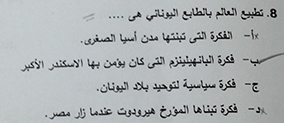 8. تطبيع العالم بالطابع اليوناني هى ....
أ- الفكرة التى تبنتها مدن أسيا الصغرى.
ب- فكرة البانهيلينزم التى كان يؤمن بها الاسكندر الأكبر
ج- فكرة سياسية لتوحيد بلاد اليونان.
د- فكرة تبناها المؤرخ هيرودوت عندما زار مصر.